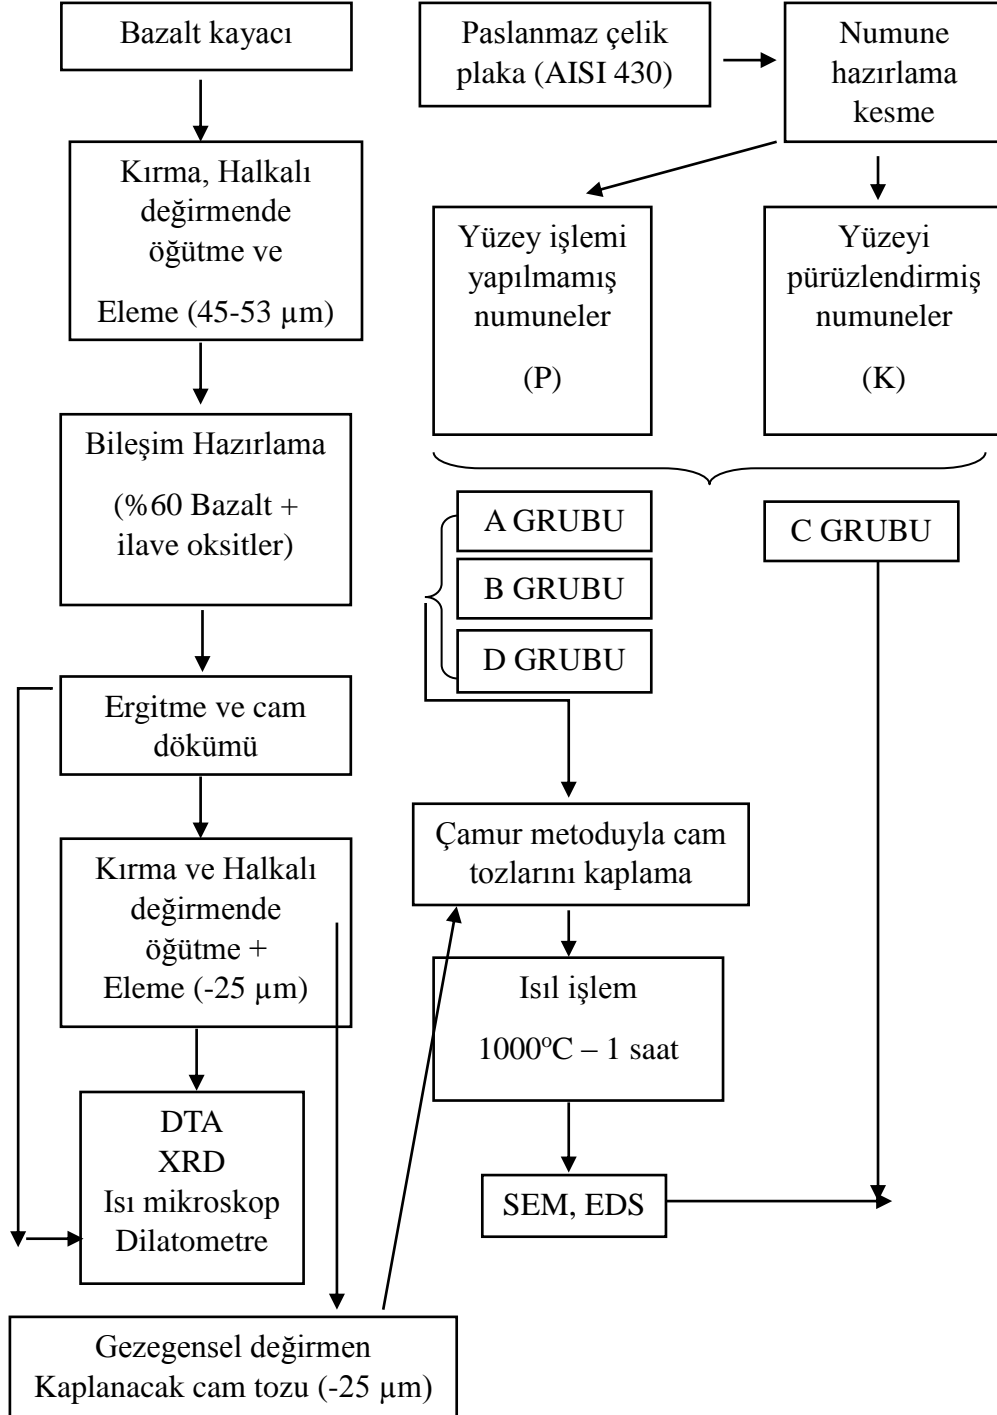 Bazalt kayacı
Kırma, Halkalı
değirmende
öğütme ve
Eleme (45-53 µm)
Bileşim Hazırlama
(%60 Bazalt +
ilave oksitler)
Ergitme ve cam
dökümü
Kırma ve Halkalı
değirmende
öğütme +
Eleme (-25 µm)
DTA
XRD
Isı mikroskop
Dilatometre
Gezegensel değirmen
Kaplanacak cam tozu (-25 µm)
Paslanmaz çelik
plaka (AISI 430)
Numune
hazırlama
kesme
Yüzey işlemi
yapılmamış
numuneler
(P)
Yüzeyi
pürüzlendirmiş
numuneler
(K)
A GRUBU
B GRUBU
D GRUBU
C GRUBU
Çamur metoduyla cam
tozlarını kaplama
Isıl işlem
1000°C – 1 saat
SEM, EDS